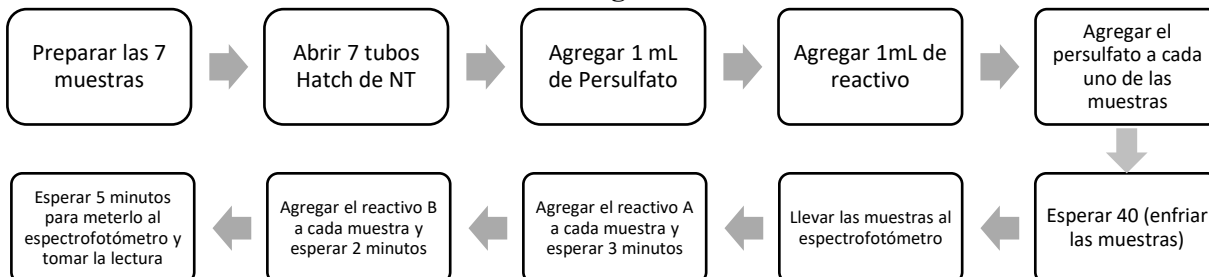 Preparar las 7
muestras
Abrir 7 tubos
Hatch de NT
Agregar 1 mL
de Persulfato
Agregar 1mL de
reactivo
Agregar el
persulfato a cada
uno de las
muestras
Esperar 40 (enfriar
las muestras)
Llevar las muestras al
espectrofotómetro
Agregar el reactivo A
a cada muestra y
esperar 3 minutos
Agregar el reactivo B
a cada muestra y
esperar 2 minutos
Esperar 5 minutos
para meterlo al
espectrofotómetro y
tomar la lectura